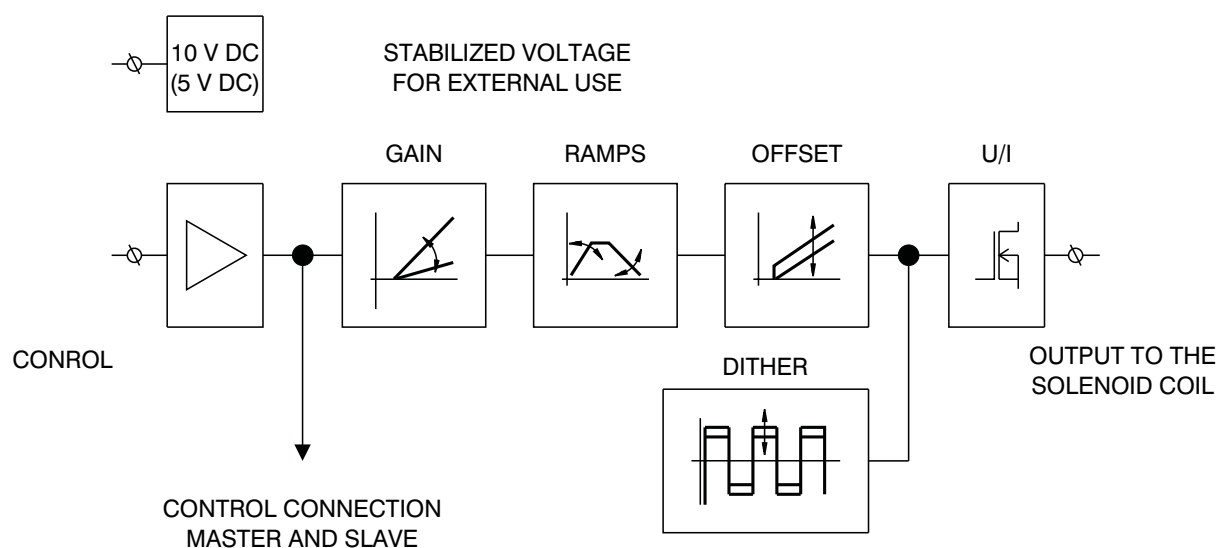 10 V DC
(5 V DC)
STABILIZED VOLTAGE
FOR EXTERNAL USE
GAIN
RAMPS
OFFSET
U/I
CONROL
DITHER
OUTPUT TO THE
SOLENOID COIL
CONTROL CONNECTION
MASTER AND SLAVE